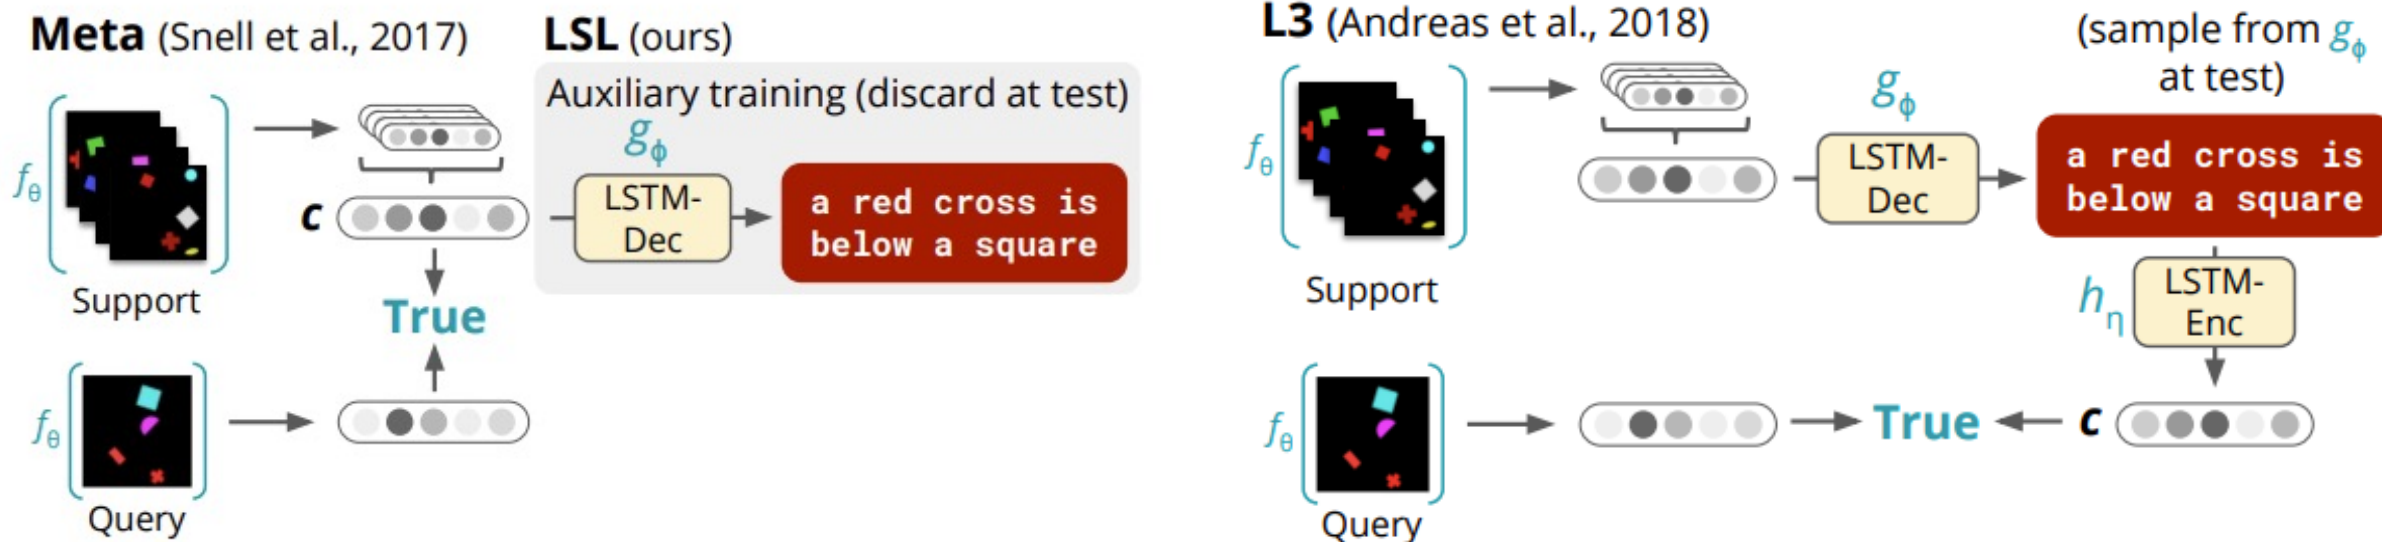 Meta (Snell et al., 2017)
LSL (ours)
Auxiliary training (discard at test)
gϕ
fθ
LSTM-
Dec
a red cross is
below a square
c
Support
True
fθ
Query
L3 (Andreas et al., 2018)
(sample from gϕ
at test)
gϕ
fθ
LSTM-
Dec
a red cross is
below a square
Support
hη
LSTM-
Enc
fθ
True
c
Query